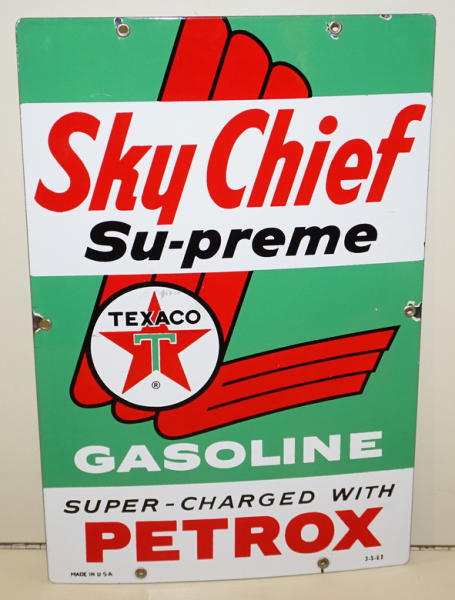 Sky Chief
Su-preme
TEXACO
T
®
GASOLINE
SUPER-CHARGED WITH
PETROX
MADE IN U.S.A.